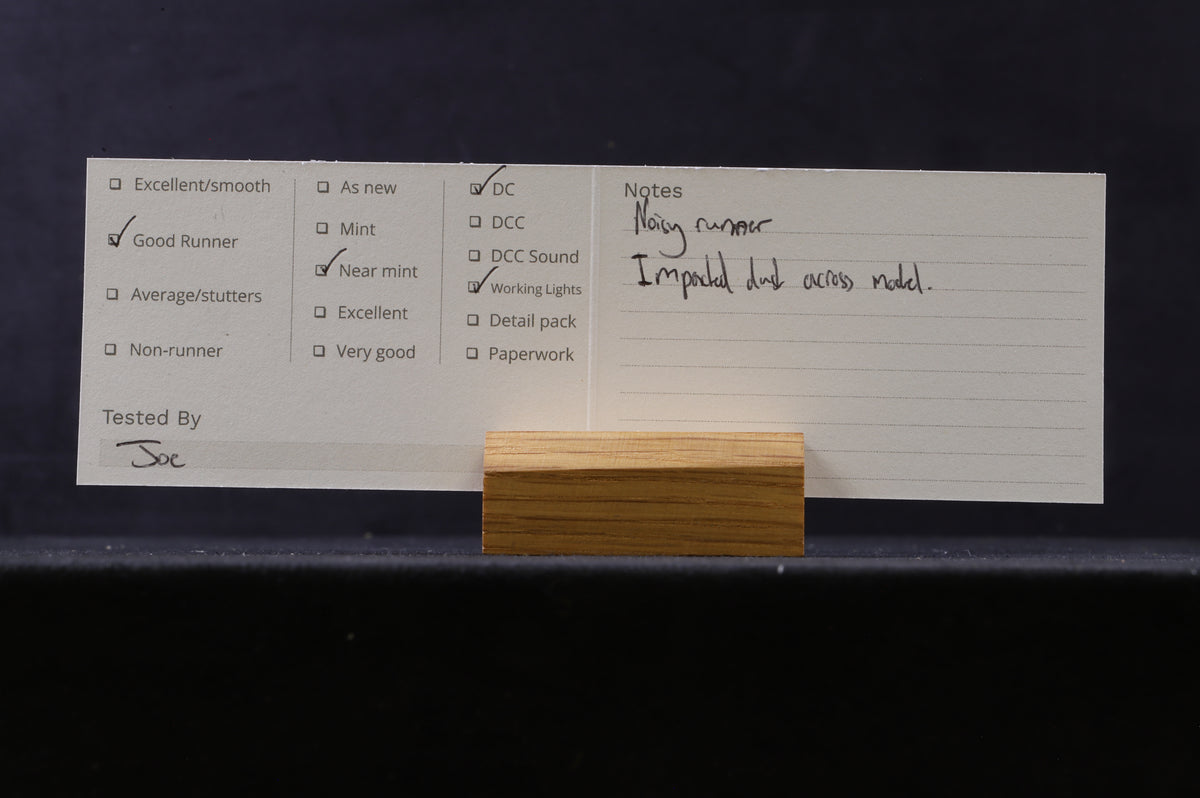 Excellent/smooth
Good Runner
Average/stutters
Non-runner
As new
Mint
Near mint
Excellent
Very good
DC
DCC
DCC Sound
Working Lights
Detail pack
Paperwork
Tested By
Joe
Notes
Noisy runner
Impacted dust across model.